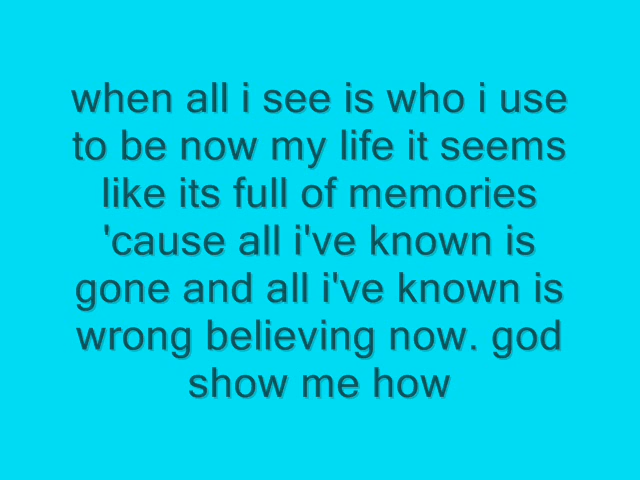 when all i see is who i use
to be now my life it seems
like its full of memories
'cause all i've known is
gone and all i've known is
wrong believing now. god
show me how